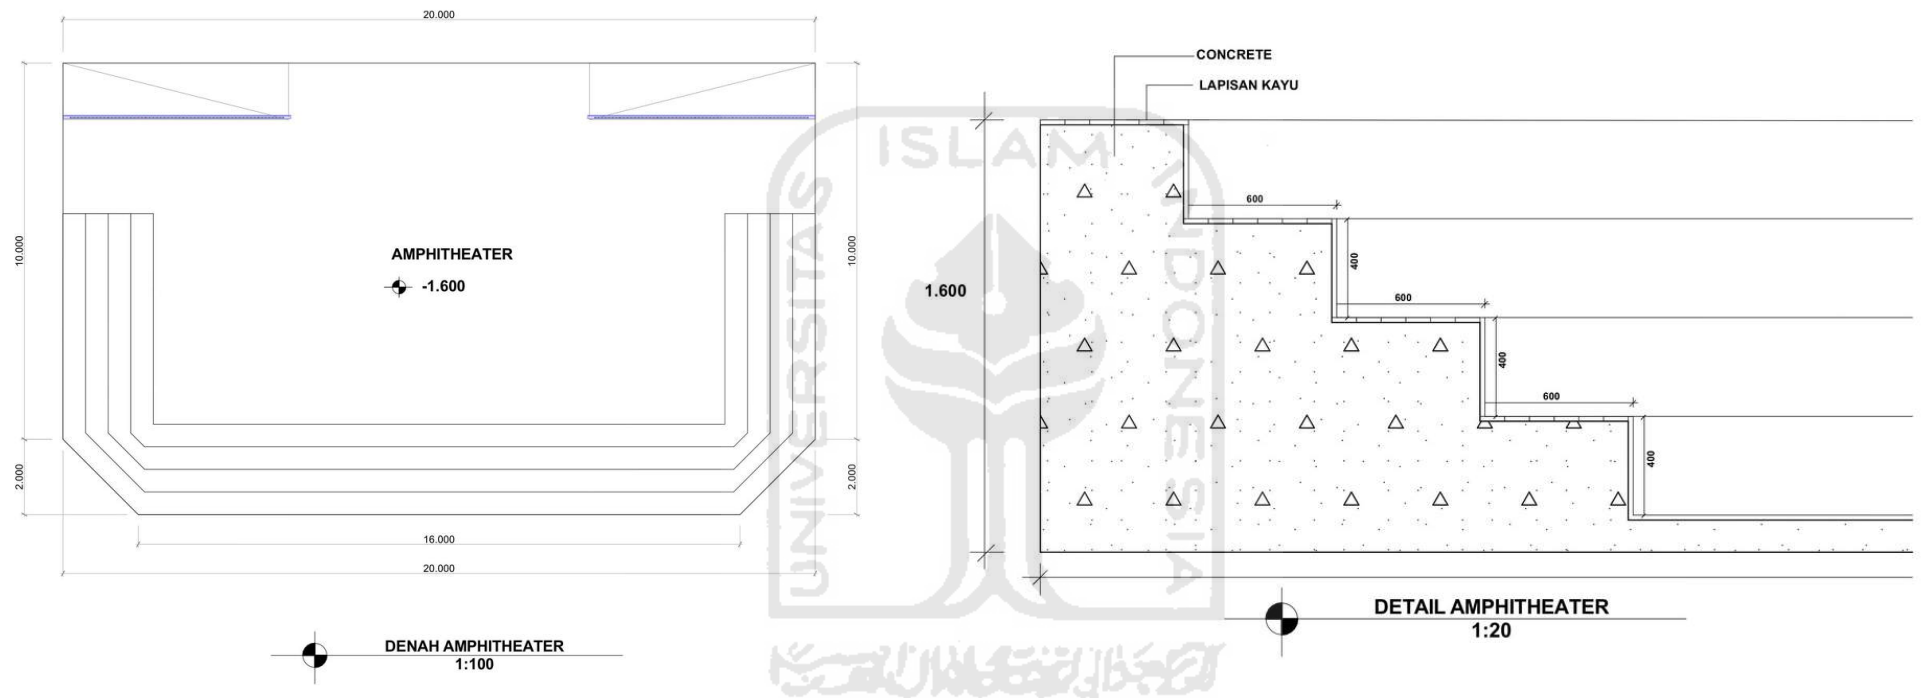 20.000
10.000
10.000
AMPHITHEATER
-1.600
2.000
2.000
16.000
20.000
DENAH AMPHITHEATER
1:100
CONCRETE
LAPISAN KAYU
1.600
600
400
600
400
600
400
DETAIL AMPHITHEATER
1:20
UNIVERSITAS
ISLAM
INDONESIA